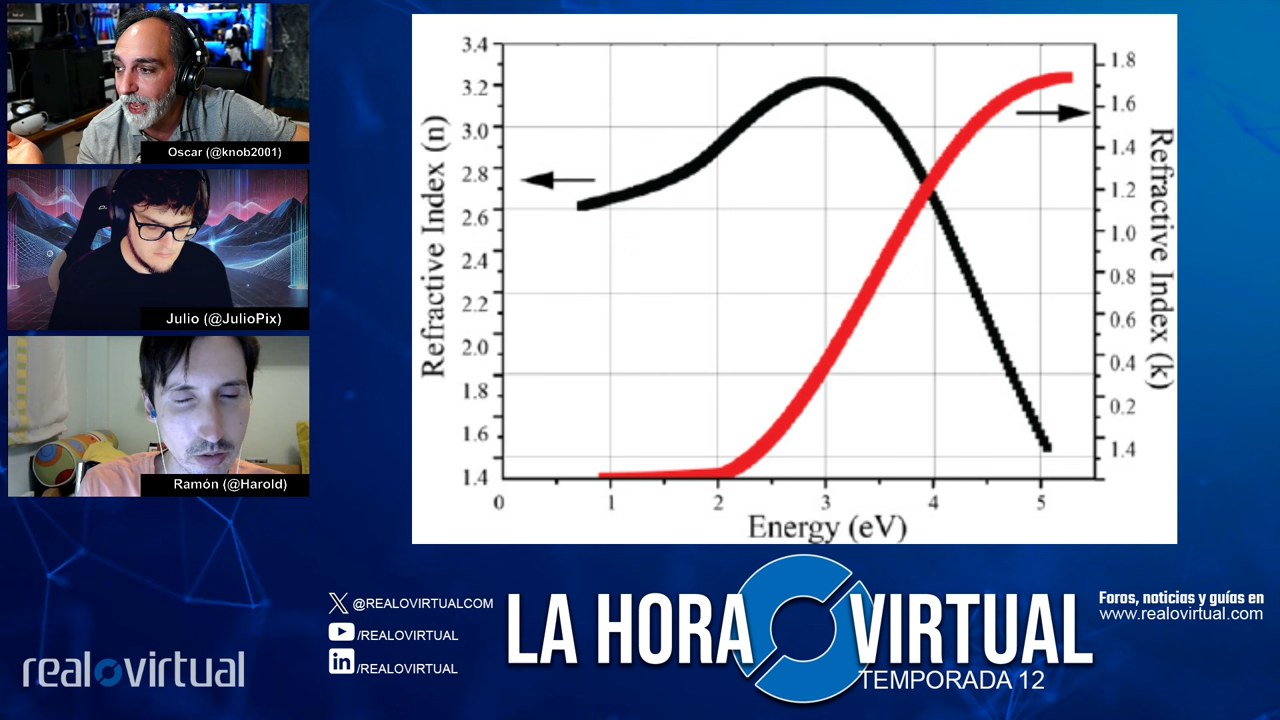 Oscar (@knob2001)
Julio (@JulioPix)
Ramón (@Harold)
Refractive Index (n)
3.4
3.2
3.0
2.8
2.6
2.4
2.2
2.0
1.8
1.6
1.4
0
1
2
3
4
5
Energy (eV)
1.8
1.6
1.4
1.2
1.0
0.8
0.6
0.4
0.2
1.4
Refractive Index (k)
realovirtual
@REALOVIRTUALCOM
/REALOVIRTUAL
/REALOVIRTUAL
LA HORA VIRTUAL
TEMPORADA 12
Foros, noticias y guías en
www.realovirtual.com